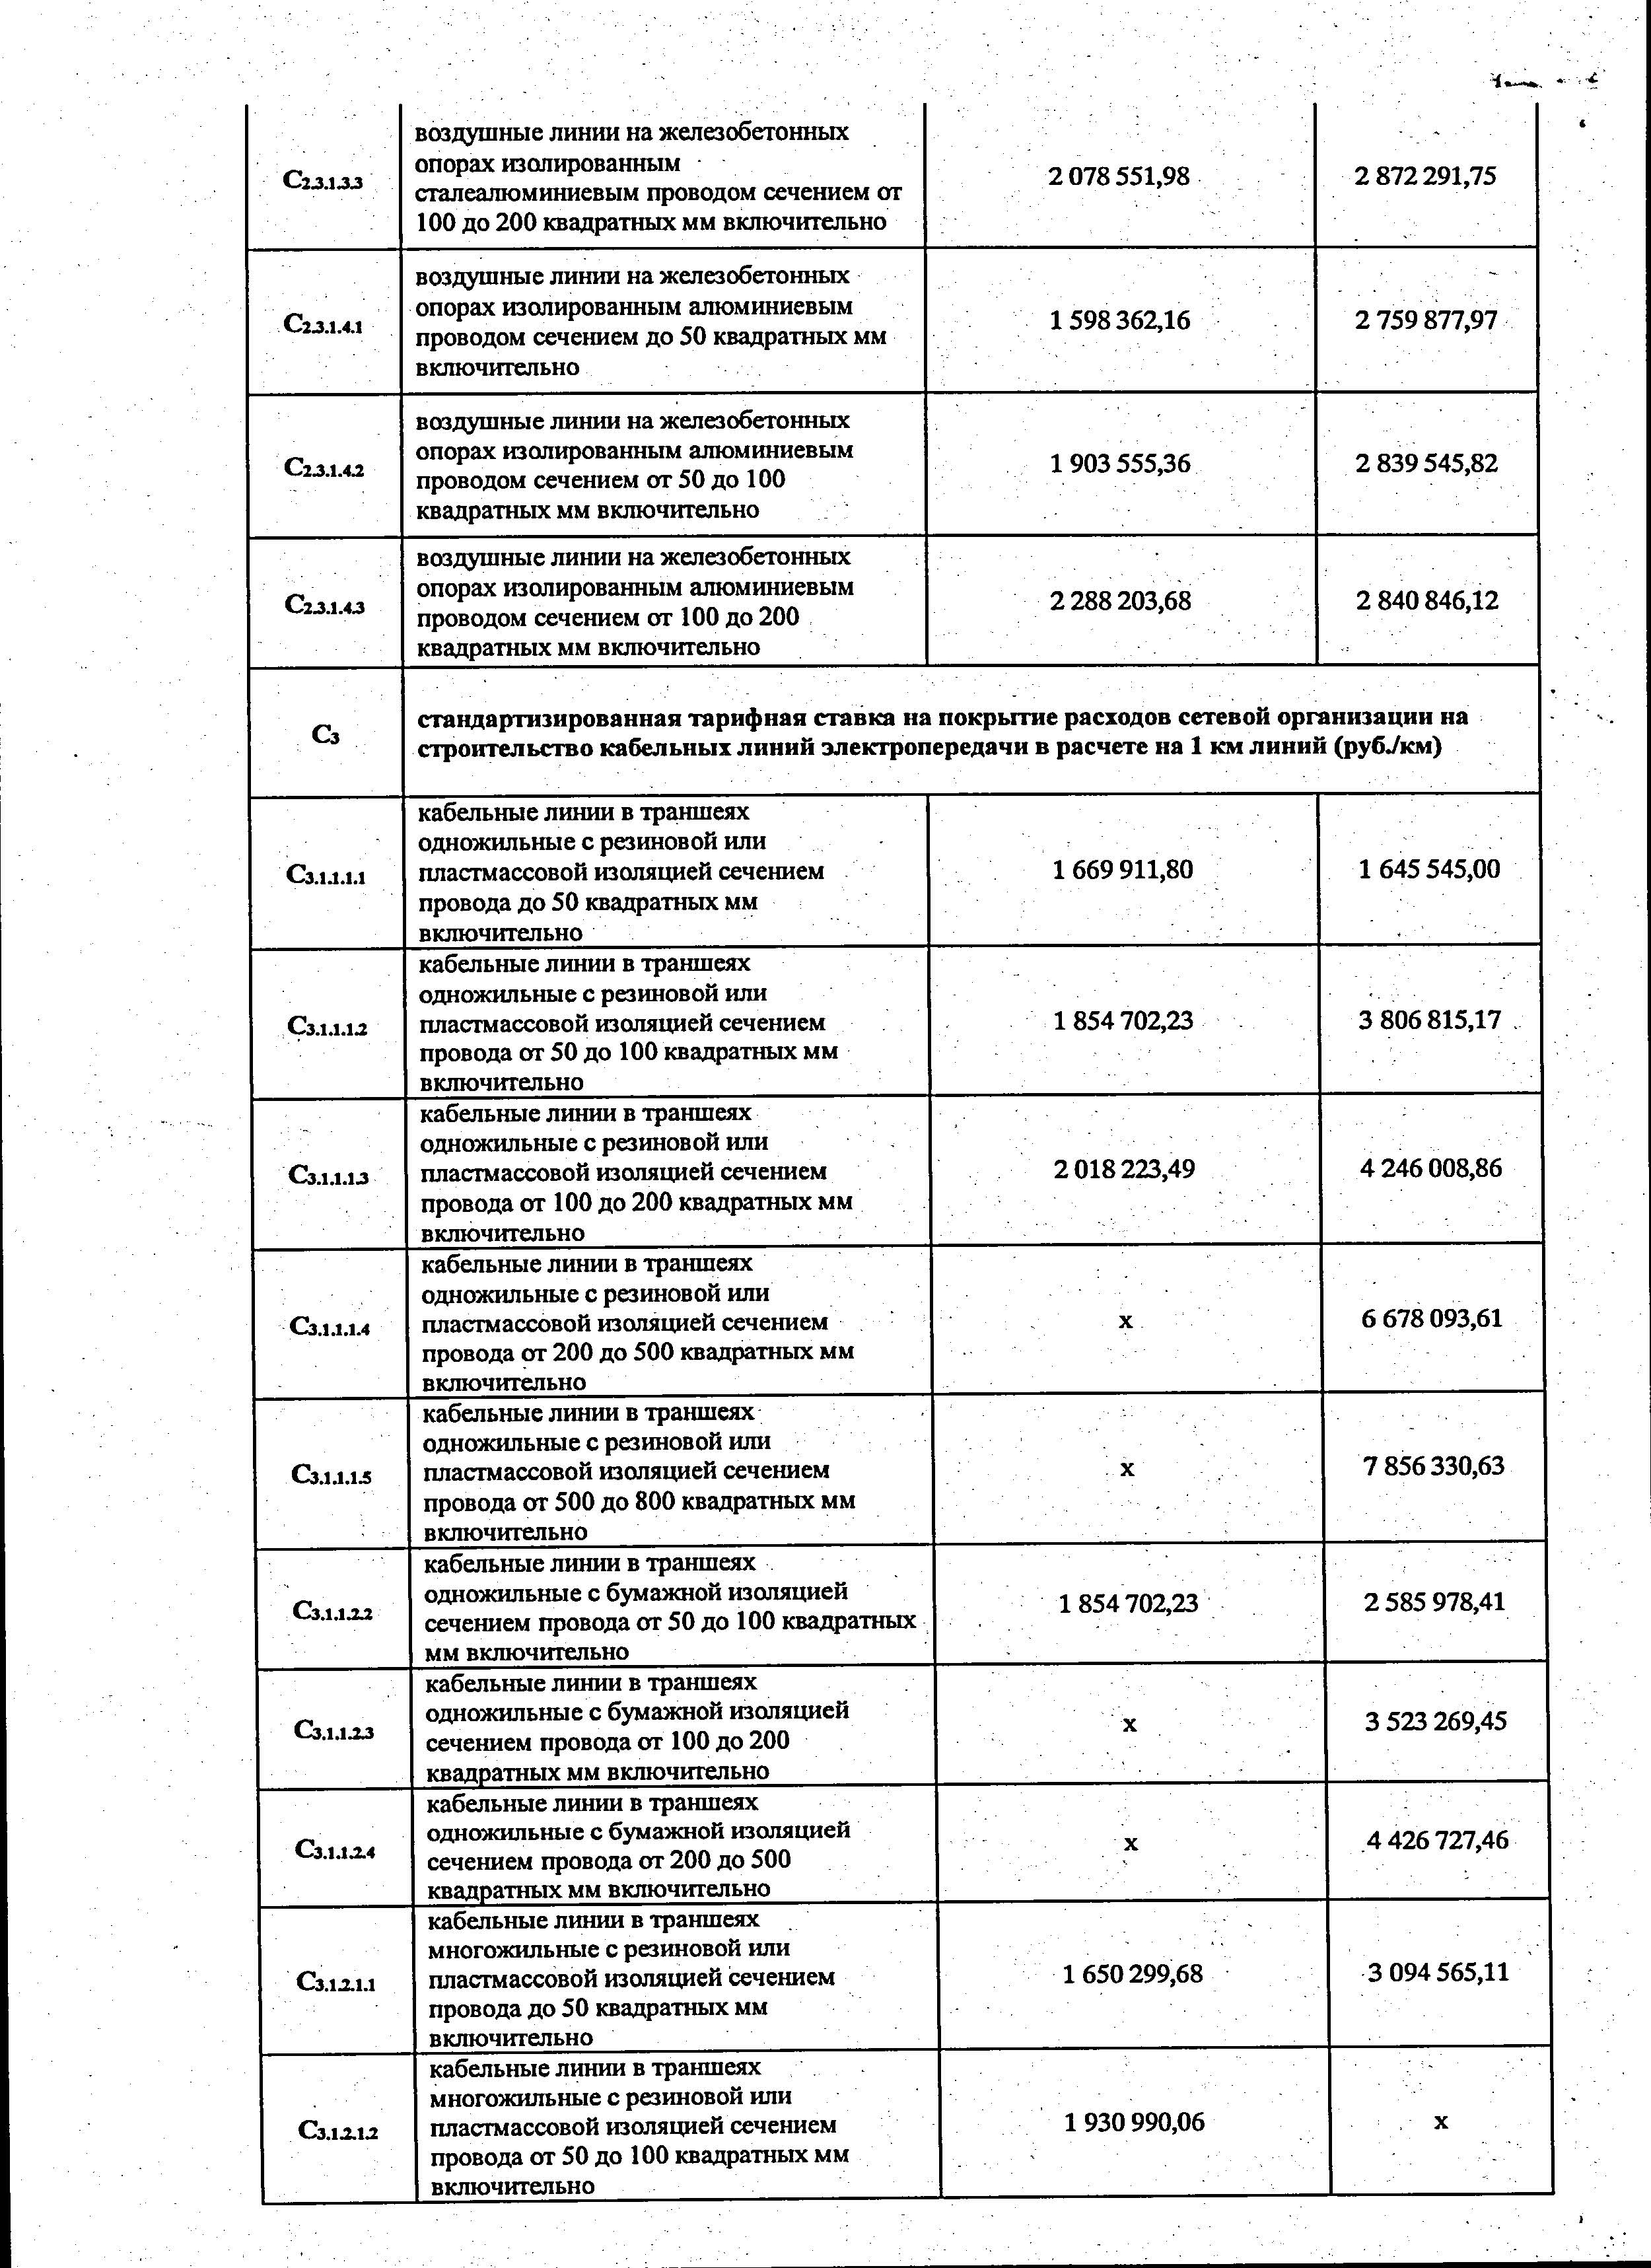 C2.3.1.3.3
воздушные линии на железобетонных
опорах изолированным
сталеалюминиевым проводом сечением от
100 до 200 квадратных мм включительно
2 078 551,98
2 872 291,75
C2.3.1.4.1
воздушные линии на железобетонных
опорах изолированным алюминиевым
проводом сечением до 50 квадратных мм
включительно
1 598 362,16
2 759 877,97
C2.3.1.4.2
воздушные линии на железобетонных
опорах изолированным алюминиевым
проводом сечением от 50 до 100
квадратных мм включительно
1 903 555,36
2 839 545,82
C2.3.1.4.3
воздушные линии на железобетонных
опорах изолированным алюминиевым
проводом сечением от 100 до 200
квадратных мм включительно
2 288 203,68
2 840 846,12
C3
стандартизированная тарифная ставка на покрытие расходов сетевой организации на
строительство кабельных линий электропередачи в расчете на 1 км линий (руб./км)
C3.1.1.1.1
кабельные линии в траншеях
одножильные с резиновой или
пластмассовой изоляцией сечением
провода до 50 квадратных мм
включительно
1 669 911,80
1 645 545,00
C3.1.1.1.2
кабельные линии в траншеях
одножильные с резиновой или
пластмассовой изоляцией сечением
провода от 50 до 100 квадратных мм
включительно
1 854 702,23
3 806 815,17
C3.1.1.1.3
кабельные линии в траншеях
одножильные с резиновой или
пластмассовой изоляцией сечением
провода от 100 до 200 квадратных мм
включительно
2 018 223,49
4 246 008,86
C3.1.1.1.4
кабельные линии в траншеях
одножильные с резиновой или
пластмассовой изоляцией сечением
провода от 200 до 500 квадратных мм
включительно
х
6 678 093,61
C3.1.1.1.5
кабельные линии в траншеях
одножильные с резиновой или
пластмассовой изоляцией сечением
провода от 500 до 800 квадратных мм
включительно
х
7 856 330,63
C3.1.1.2.2
кабельные линии в траншеях
одножильные с бумажной изоляцией
сечением провода от 50 до 100 квадратных
мм включительно
1 854 702,23
2 585 978,41
C3.1.1.2.3
кабельные линии в траншеях
одножильные с бумажной изоляцией
сечением провода от 100 до 200
квадратных мм включительно
х
3 523 269,45
C3.1.1.2.4
кабельные линии в траншеях
одножильные с бумажной изоляцией
сечением провода от 200 до 500
квадратных мм включительно
х
4 426 727,46
C3.1.2.1.1
кабельные линии в траншеях
многожильные с резиновой или
пластмассовой изоляцией сечением
провода до 50 квадратных мм
включительно
1 650 299,68
3 094 565,11
C3.1.2.1.2
кабельные линии в траншеях
многожильные с резиновой или
пластмассовой изоляцией сечением
провода от 50 до 100 квадратных мм
включительно
1 930 990,06
х